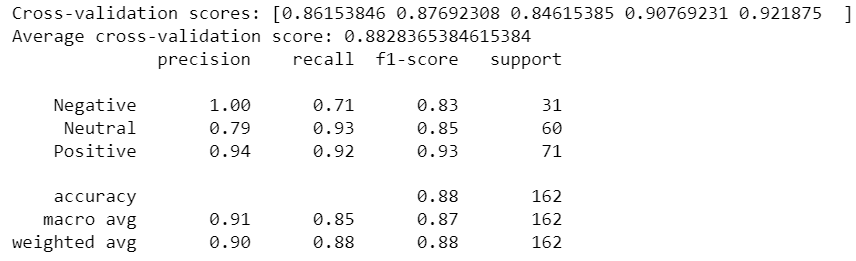 Cross-validation scores: [0.86153846 0.87692308 0.84615385 0.90769231 0.921875  ]
Average cross-validation score: 0.8828365384615384
              precision    recall  f1-score   support

    Negative       1.00      0.71      0.83        31
     Neutral       0.79      0.93      0.85        60
    Positive       0.94      0.92      0.93        71

    accuracy                           0.88       162
   macro avg       0.91      0.85      0.87       162
weighted avg       0.90      0.88      0.88       162